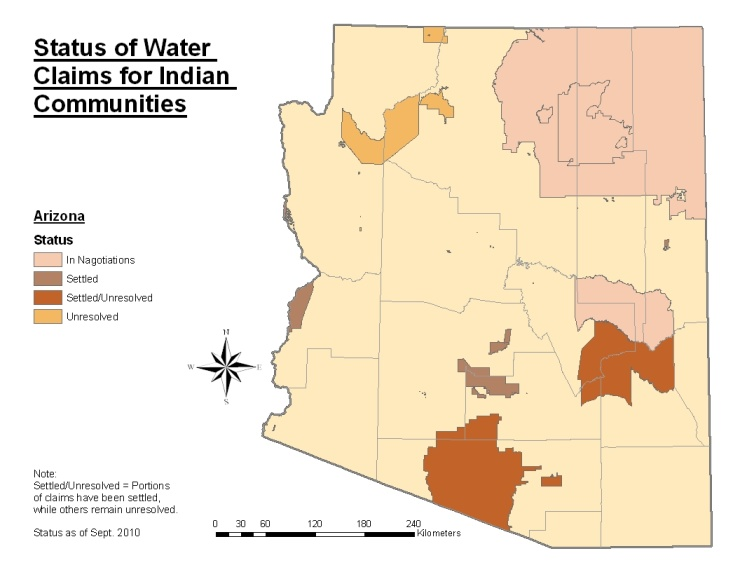 Status of Water
Claims for Indian
Communities
Arizona
Status
In Nagotiations
Settled
Settled/Unresolved
Unresolved
N
W E
S
Note:
Settled/Unresolved = Portions
of claims have been settled,
while others remain unresolved.
Status as of Sept. 2010
0 30 60 120 180 240
Kilometers